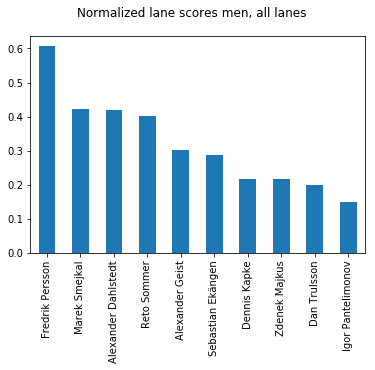 Normalized lane scores men, all lanes
0.6
0.5
0.4
0.3
0.2
0.1
0.0
Fredrik Persson
Marek Smejkal
Alexander Dahlstedt
Reto Sommer
Alexander Geist
Sebastian Ekängen
Dennis Kapke
Zdenek Majkus
Dan Trulsson
Igor Pantelimonov